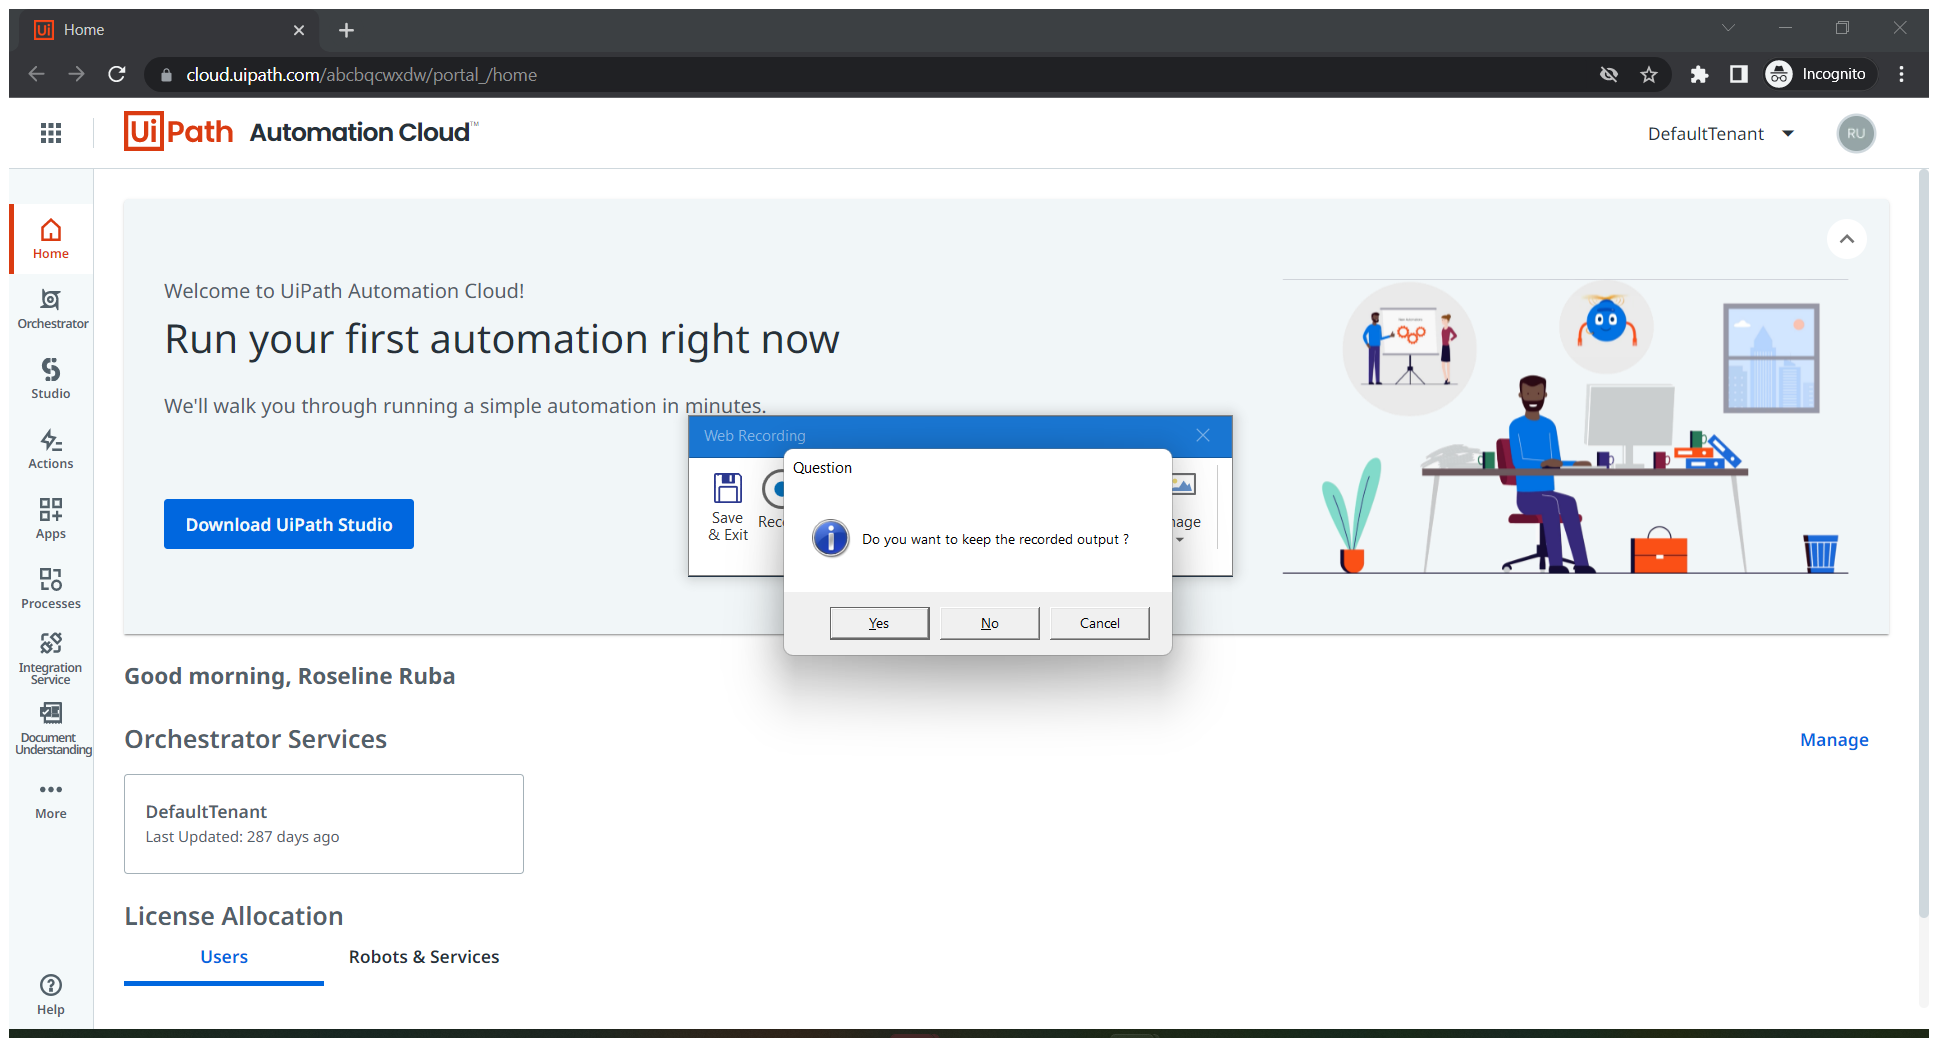 Ui Home
cloud.uipath.com/abcbqcwxdw/portal_/home
Incognito
UiPath Automation Cloud™
DefaultTenant
RU
Home
Orchestrator
Studio
Actions
Apps
Processes
Integration
Service
Document
Understanding
More
Help
Welcome to UiPath Automation Cloud!
Run your first automation right now
We'll walk you through running a simple automation in minutes.
Download UiPath Studio
Web Recording
Save
& Exit
Question
Do you want to keep the recorded output ?
Yes
No
Cancel
Good morning, Roseline Ruba
Orchestrator Services
Manage
DefaultTenant
Last Updated: 287 days ago
License Allocation
Users
Robots & Services